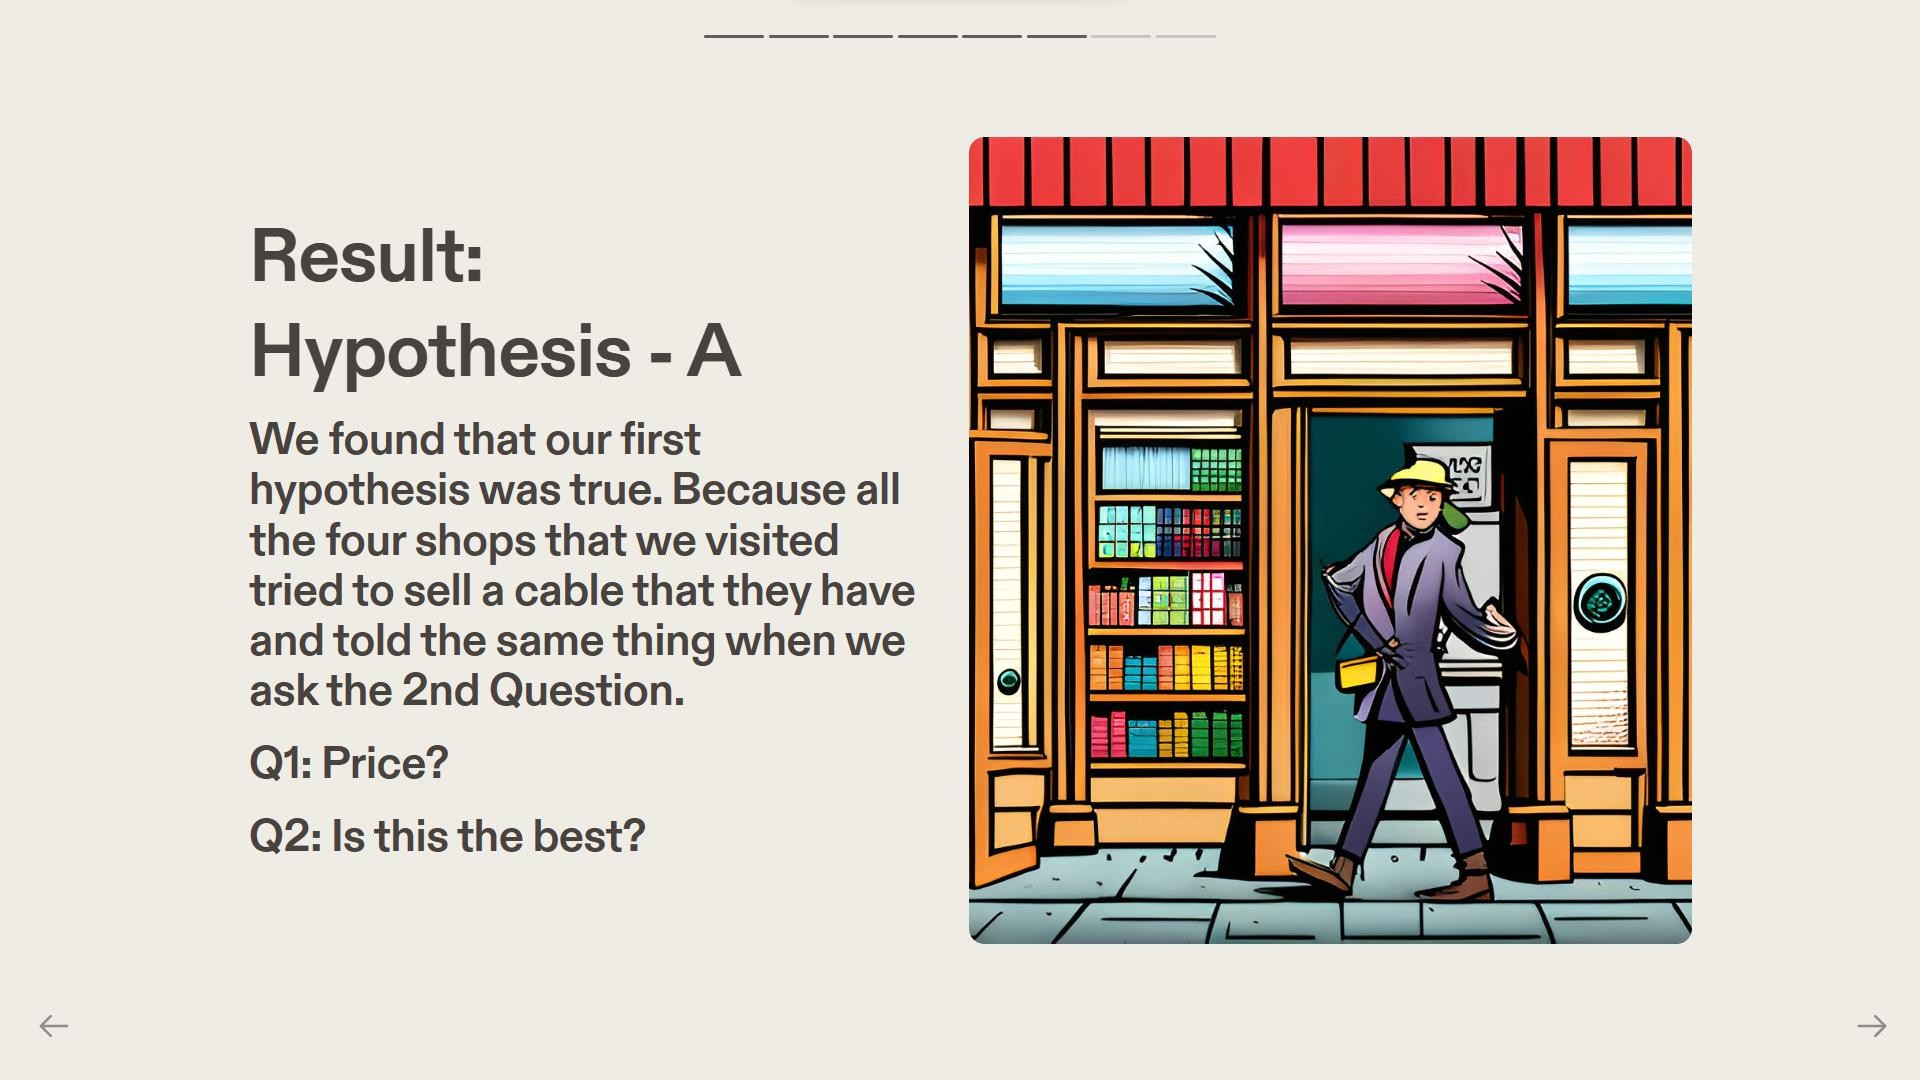 Result:
Hypothesis - A
We found that our first
hypothesis was true. Because all
the four shops that we visited
tried to sell a cable that they have
and told the same thing when we
ask the 2nd Question.
Q1: Price?
Q2: Is this the best?